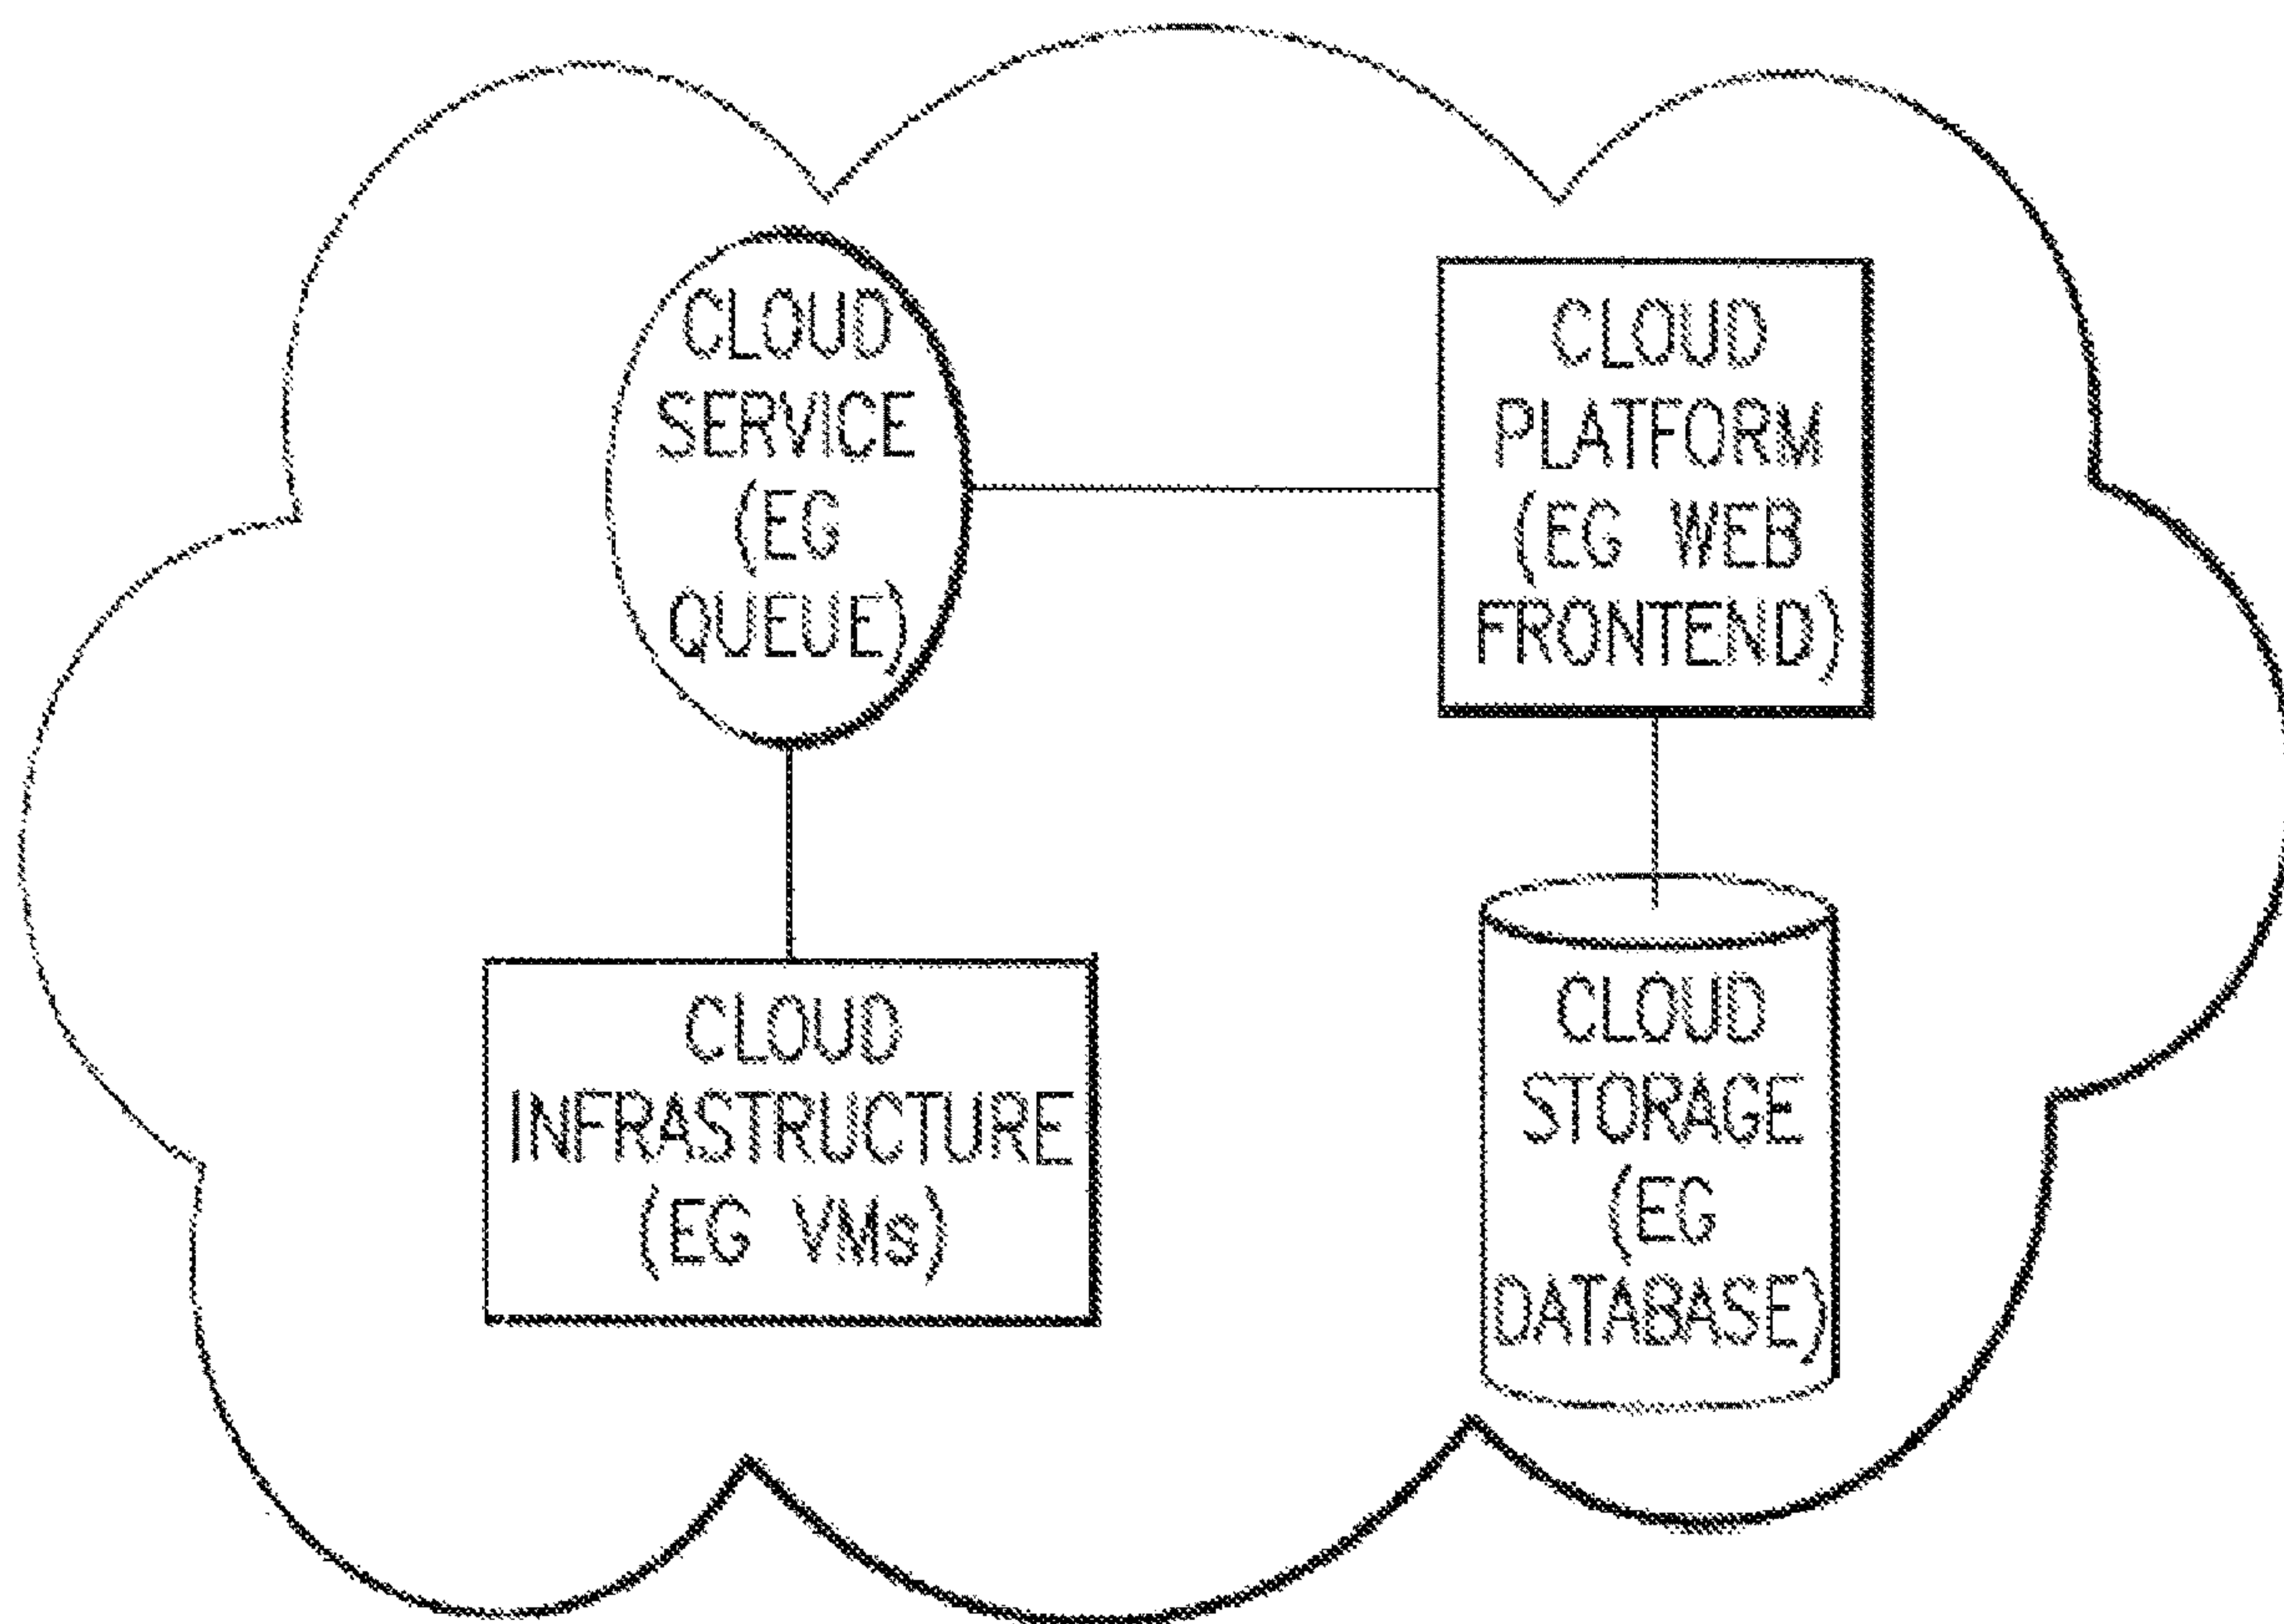 CLOUD
SERVICE
(EG
QUEUE)
CLOUD
PLATFORM
(EG WEB
FRONTEND)
CLOUD
INFRASTRUCTURE
(EG VMs)
CLOUD
STORAGE
(EG
DATABASE)